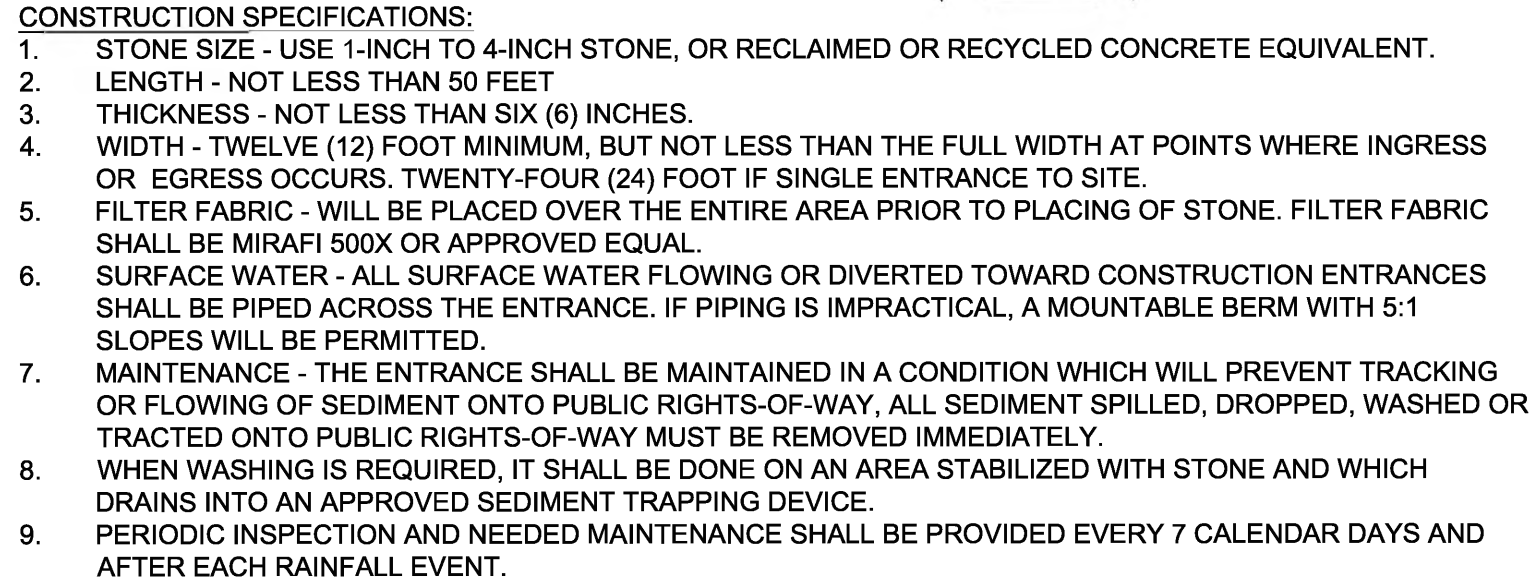 CONSTRUCTION SPECIFICATIONS:
1. STONE SIZE - USE 1-INCH TO 4-INCH STONE, OR RECLAIMED OR RECYCLED CONCRETE EQUIVALENT.
2. LENGTH - NOT LESS THAN 50 FEET
3. THICKNESS - NOT LESS THAN SIX (6) INCHES.
4. WIDTH - TWELVE (12) FOOT MINIMUM, BUT NOT LESS THAN THE FULL WIDTH AT POINTS WHERE INGRESS
OR EGRESS OCCURS. TWENTY-FOUR (24) FOOT IF SINGLE ENTRANCE TO SITE.
5. FILTER FABRIC - WILL BE PLACED OVER THE ENTIRE AREA PRIOR TO PLACING OF STONE. FILTER FABRIC
SHALL BE MIRAFI 500X OR APPROVED EQUAL.
6. SURFACE WATER - ALL SURFACE WATER FLOWING OR DIVERTED TOWARD CONSTRUCTION ENTRANCES
SHALL BE PIPED ACROSS THE ENTRANCE. IF PIPING IS IMPRACTICAL, A MOUNTABLE BERM WITH 5:1
SLOPES WILL BE PERMITTED.
7. MAINTENANCE - THE ENTRANCE SHALL BE MAINTAINED IN A CONDITION WHICH WILL PREVENT TRACKING
OR FLOWING OF SEDIMENT ONTO PUBLIC RIGHTS-OF-WAY, ALL SEDIMENT SPILLED, DROPPED, WASHED OR
TRACTED ONTO PUBLIC RIGHTS-OF-WAY MUST BE REMOVED IMMEDIATELY.
8. WHEN WASHING IS REQUIRED, IT SHALL BE DONE ON AN AREA STABILIZED WITH STONE AND WHICH
DRAINS INTO AN APPROVED SEDIMENT TRAPPING DEVICE.
9. PERIODIC INSPECTION AND NEEDED MAINTENANCE SHALL BE PROVIDED EVERY 7 CALENDAR DAYS AND
AFTER EACH RAINFALL EVENT.